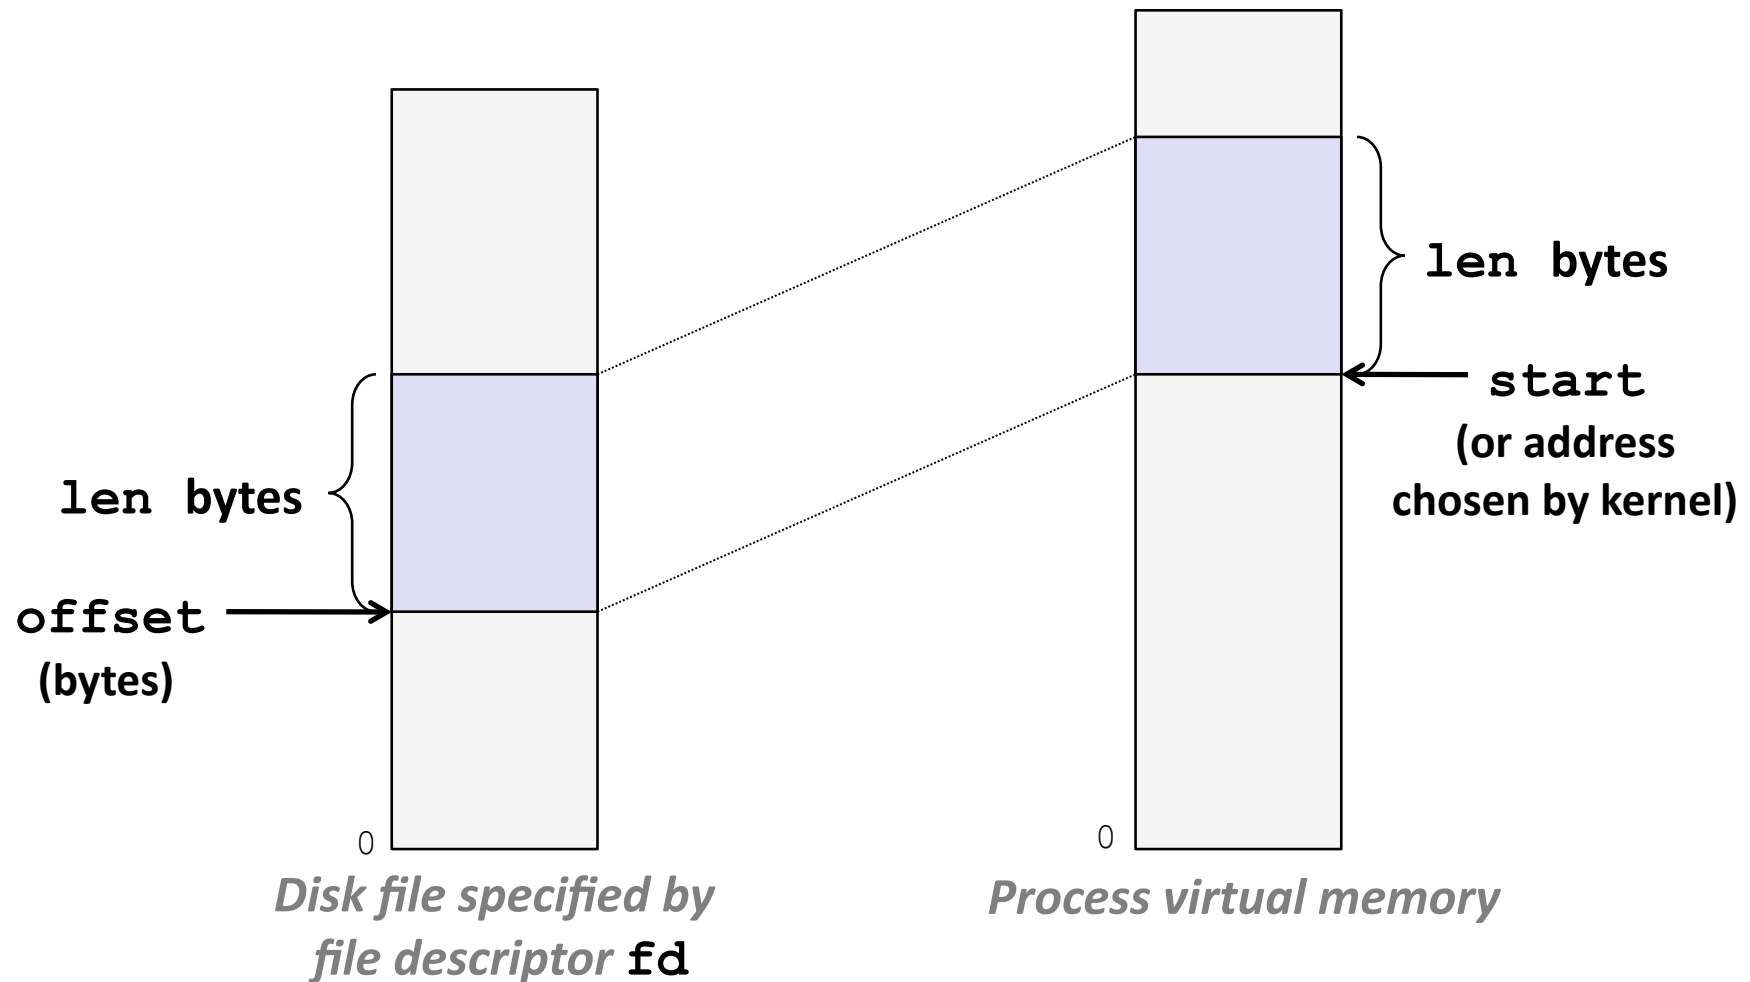 len bytes
start
(or address
chosen by kernel)
len bytes
offset
(bytes)
0
0
Disk file specified by
file descriptor fd
Process virtual memory